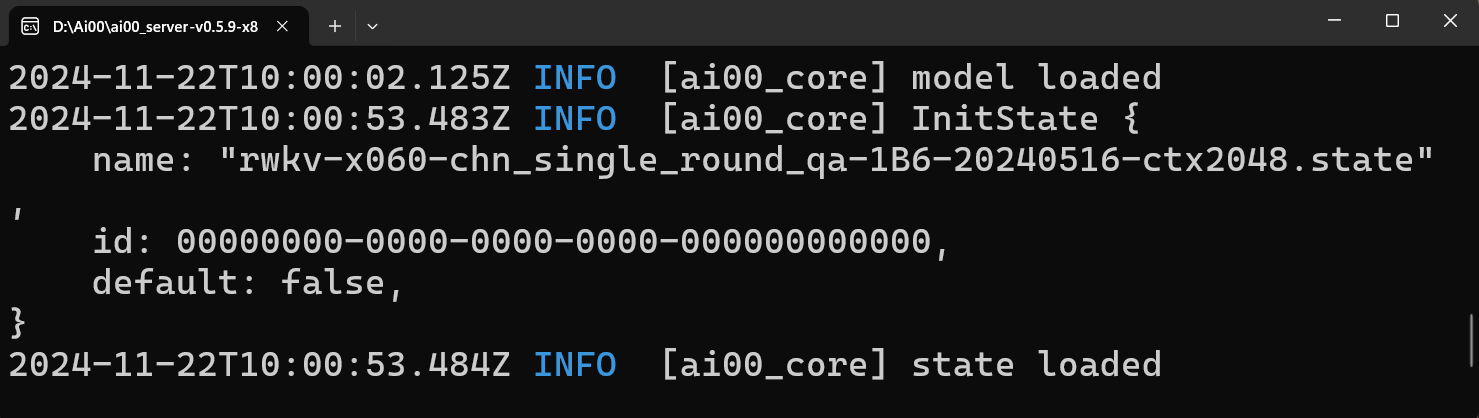 D:\Ai00\ai00_server-v0.5.9-x8
2024-11-22T10:00:02.125Z INFO  [ai00_core] model loaded
2024-11-22T10:00:53.483Z INFO  [ai00_core] InitState {
    name: "rwkv-x060-chn_single_round_qa-1B6-20240516-ctx2048.state"
,
    id: 00000000-0000-0000-0000-000000000000,
    default: false,
}
2024-11-22T10:00:53.484Z INFO  [ai00_core] state loaded